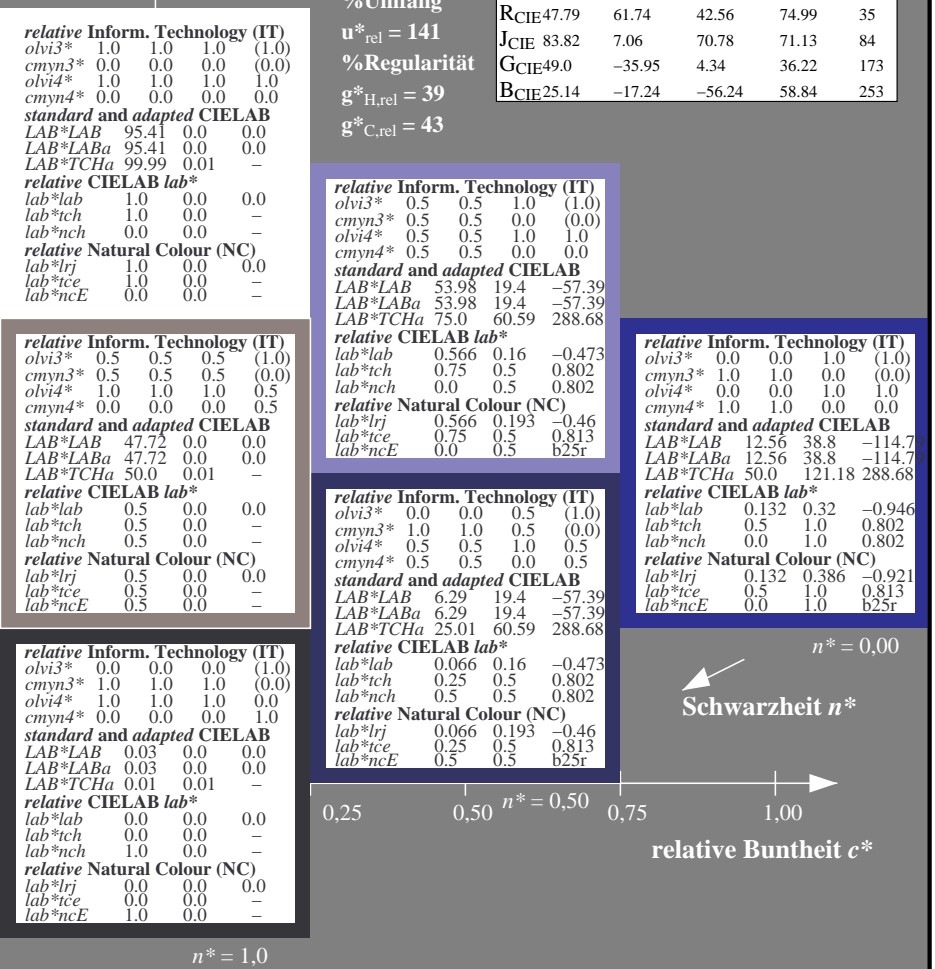 %Umfang
u*rel = 141
%Regularität
g*H,rel = 39
g*C,rel = 43
RCIE 47.79 61.74 42.56 74.99 35
JCIE 83.82 7.06 70.78 71.13 84
GCIE 49.0 −35.95 4.34 36.22 173
BCIE 25.14 −17.24 −56.24 58.84 253
relative Inform. Technology (IT)
olvi3* 1.0 1.0 1.0 (1.0)
cmyn3* 0.0 0.0 0.0 (0.0)
olvi4* 1.0 1.0 1.0 1.0
cmyn4* 0.0 0.0 0.0 0.0
standard and adapted CIELAB
LAB*LAB 95.41 0.0 0.0
LAB*LABa 95.41 0.0 0.0
LAB*TCHa 99.99 0.01 –
relative CIELAB lab*
lab*lab 1.0 0.0 0.0
lab*tch 1.0 0.0 –
lab*nch 0.0 0.0 –
relative Natural Colour (NC)
lab*lrj 1.0 0.0 0.0
lab*tce 1.0 0.0 –
lab*ncE 0.0 0.0 –
relative Inform. Technology (IT)
olvi3* 0.5 0.5 1.0 (1.0)
cmyn3* 0.5 0.5 0.0 (0.0)
olvi4* 0.5 0.5 1.0 1.0
cmyn4* 0.5 0.5 0.0 0.0
standard and adapted CIELAB
LAB*LAB 53.98 19.4 −57.39
LAB*LABa 53.98 19.4 −57.39
LAB*TCHa 75.0 60.59 288.68
relative CIELAB lab*
lab*lab 0.566 0.16 −0.473
lab*tch 0.75 0.5 0.802
lab*nch 0.0 0.5 0.802
relative Natural Colour (NC)
lab*lrj 0.566 0.193 −0.46
lab*tce 0.75 0.5 0.813
lab*ncE 0.0 0.5 b25r
relative Inform. Technology (IT)
olvi3* 0.5 0.5 0.5 (1.0)
cmyn3* 0.5 0.5 0.5 (0.0)
olvi4* 1.0 1.0 1.0 0.5
cmyn4* 0.0 0.0 0.0 0.5
standard and adapted CIELAB
LAB*LAB 47.72 0.0 0.0
LAB*LABa 47.72 0.0 0.0
LAB*TCHa 50.0 0.01 –
relative CIELAB lab*
lab*lab 0.5 0.0 0.0
lab*tch 0.5 0.0 –
lab*nch 0.5 0.0 –
relative Natural Colour (NC)
lab*lrj 0.5 0.0 0.0
lab*tce 0.5 0.0 –
lab*ncE 0.5 0.0 –
relative Inform. Technology (IT)
olvi3* 0.0 0.0 1.0 (1.0)
cmyn3* 1.0 1.0 0.0 (0.0)
olvi4* 0.0 0.0 1.0 1.0
cmyn4* 1.0 1.0 0.0 0.0
standard and adapted CIELAB
LAB*LAB 12.56 38.8 −114.79
LAB*LABa 12.56 38.8 −114.79
LAB*TCHa 50.0 121.18 288.68
relative CIELAB lab*
lab*lab 0.132 0.32 −0.946
lab*tch 0.5 1.0 0.802
lab*nch 0.0 1.0 0.802
relative Natural Colour (NC)
lab*lrj 0.132 0.386 −0.921
lab*tce 0.5 1.0 0.813
lab*ncE 0.0 1.0 b25r
relative Inform. Technology (IT)
olvi3* 0.0 0.0 0.5 (1.0)
cmyn3* 1.0 1.0 0.5 (0.0)
olvi4* 0.5 0.5 1.0 0.5
cmyn4* 0.5 0.5 0.0 0.5
standard and adapted CIELAB
LAB*LAB 6.29 19.4 −57.39
LAB*LABa 6.29 19.4 −57.39
LAB*TCHa 25.01 60.59 288.68
relative CIELAB lab*
lab*lab 0.066 0.16 −0.473
lab*tch 0.25 0.5 0.802
lab*nch 0.5 0.5 0.802
relative Natural Colour (NC)
lab*lrj 0.066 0.193 −0.46
lab*tce 0.25 0.5 0.813
lab*ncE 0.5 0.5 b25r
relative Inform. Technology (IT)
olvi3* 0.0 0.0 0.0 (1.0)
cmyn3* 1.0 1.0 1.0 (0.0)
olvi4* 1.0 1.0 1.0 0.0
cmyn4* 0.0 0.0 0.0 1.0
standard and adapted CIELAB
LAB*LAB 0.03 0.0 0.0
LAB*LABa 0.03 0.0 0.0
LAB*TCHa 0.01 0.01 –
relative CIELAB lab*
lab*lab 0.0 0.0 0.0
lab*tch 0.0 0.0 –
lab*nch 1.0 0.0 –
relative Natural Colour (NC)
lab*lrj 0.0 0.0 0.0
lab*tce 0.0 0.0 –
lab*ncE 1.0 0.0 –
n* = 0,00
Schwarzheit n*
0,25 0,50 n* = 0,50 0,75 1,00
relative Buntheit c*
n* = 1,0